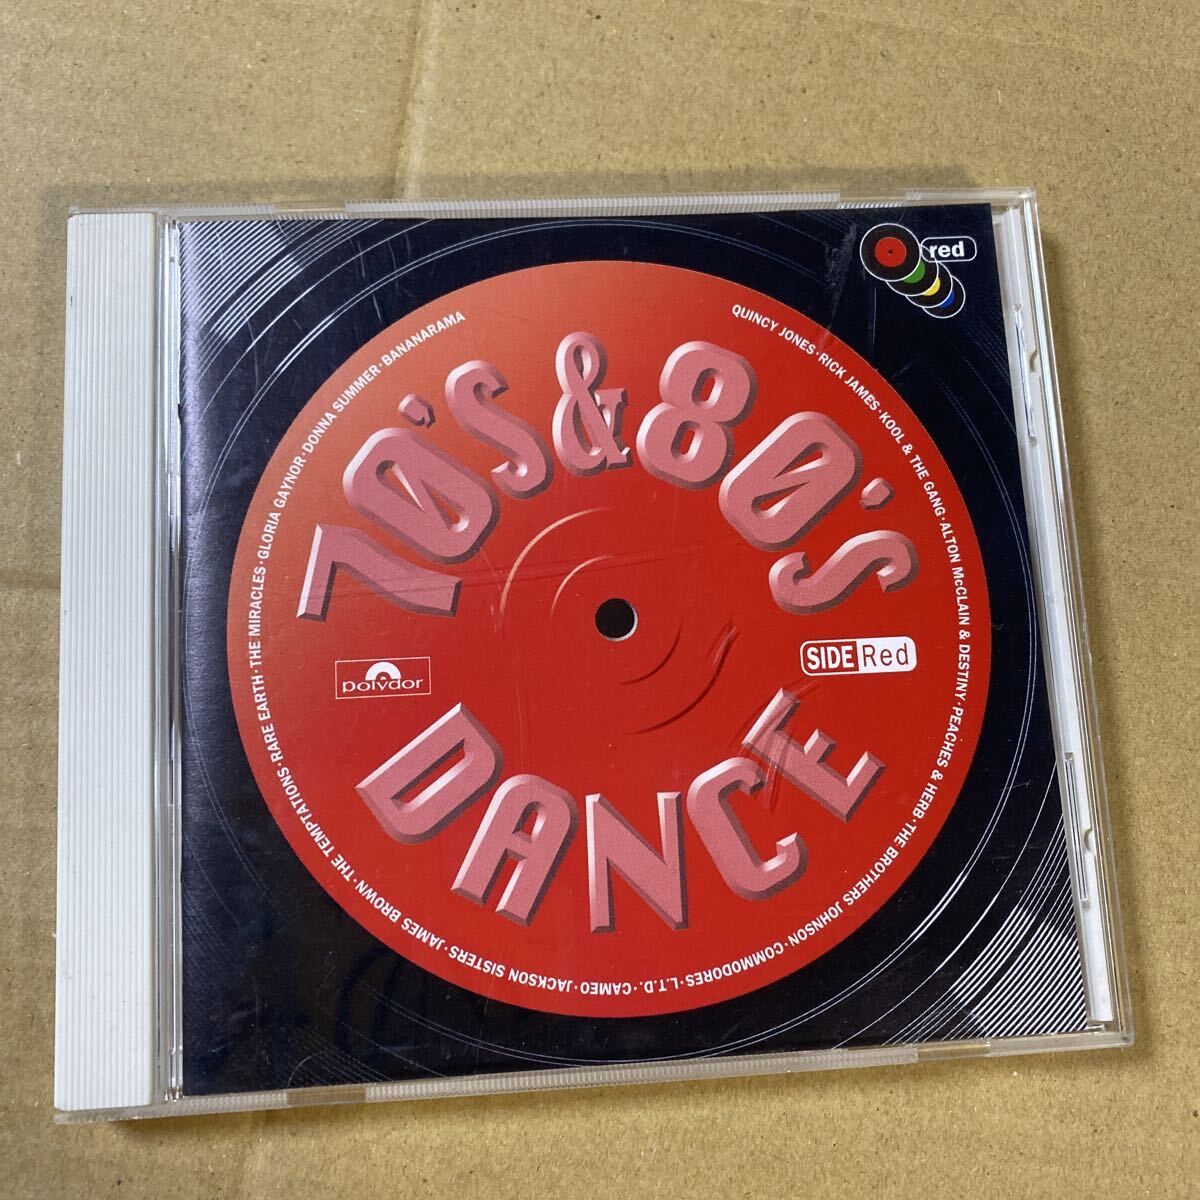 red
QUINCY JONES·RICK JAMES·KOOL & THE GANG·ALTON McCLAIN & DESTINY·PEACHES & HERB·THE BROTHERS JOHNSON·COMMODORES·L.T.D.·CAMEO·JACKSON SISTERS·JAMES BROWN·THE TEMPTATIONS·RARE EARTH·THE MIRACLES·GLORIA GAYNOR·DONNA SUMMER·BANANARAMA
70's & 80's
polydor
SIDE Red
DANCE